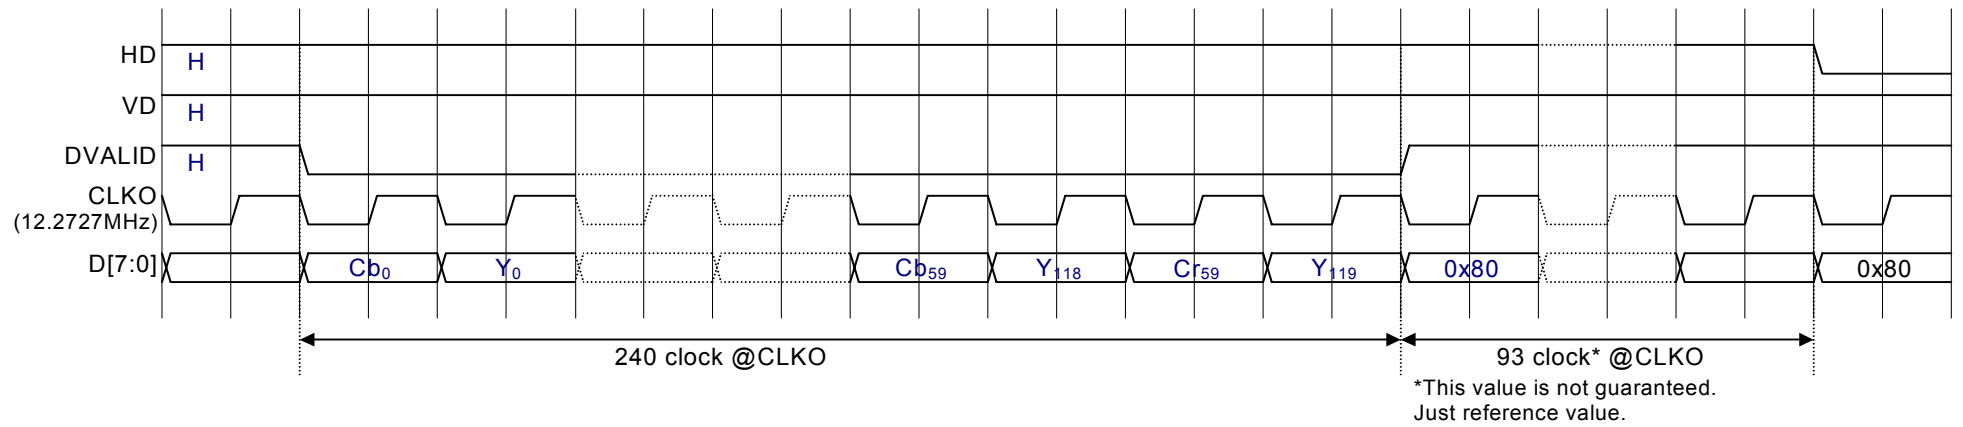 HD H
VD H
DVALID H
CLKO
(12.2727MHz)
D[7:0] Cb0 Y0 Cb59 Y118 Cr59 Y119 0x80 0x80
240 clock @CLKO 93 clock* @CLKO
*This value is not guaranteed.
Just reference value.